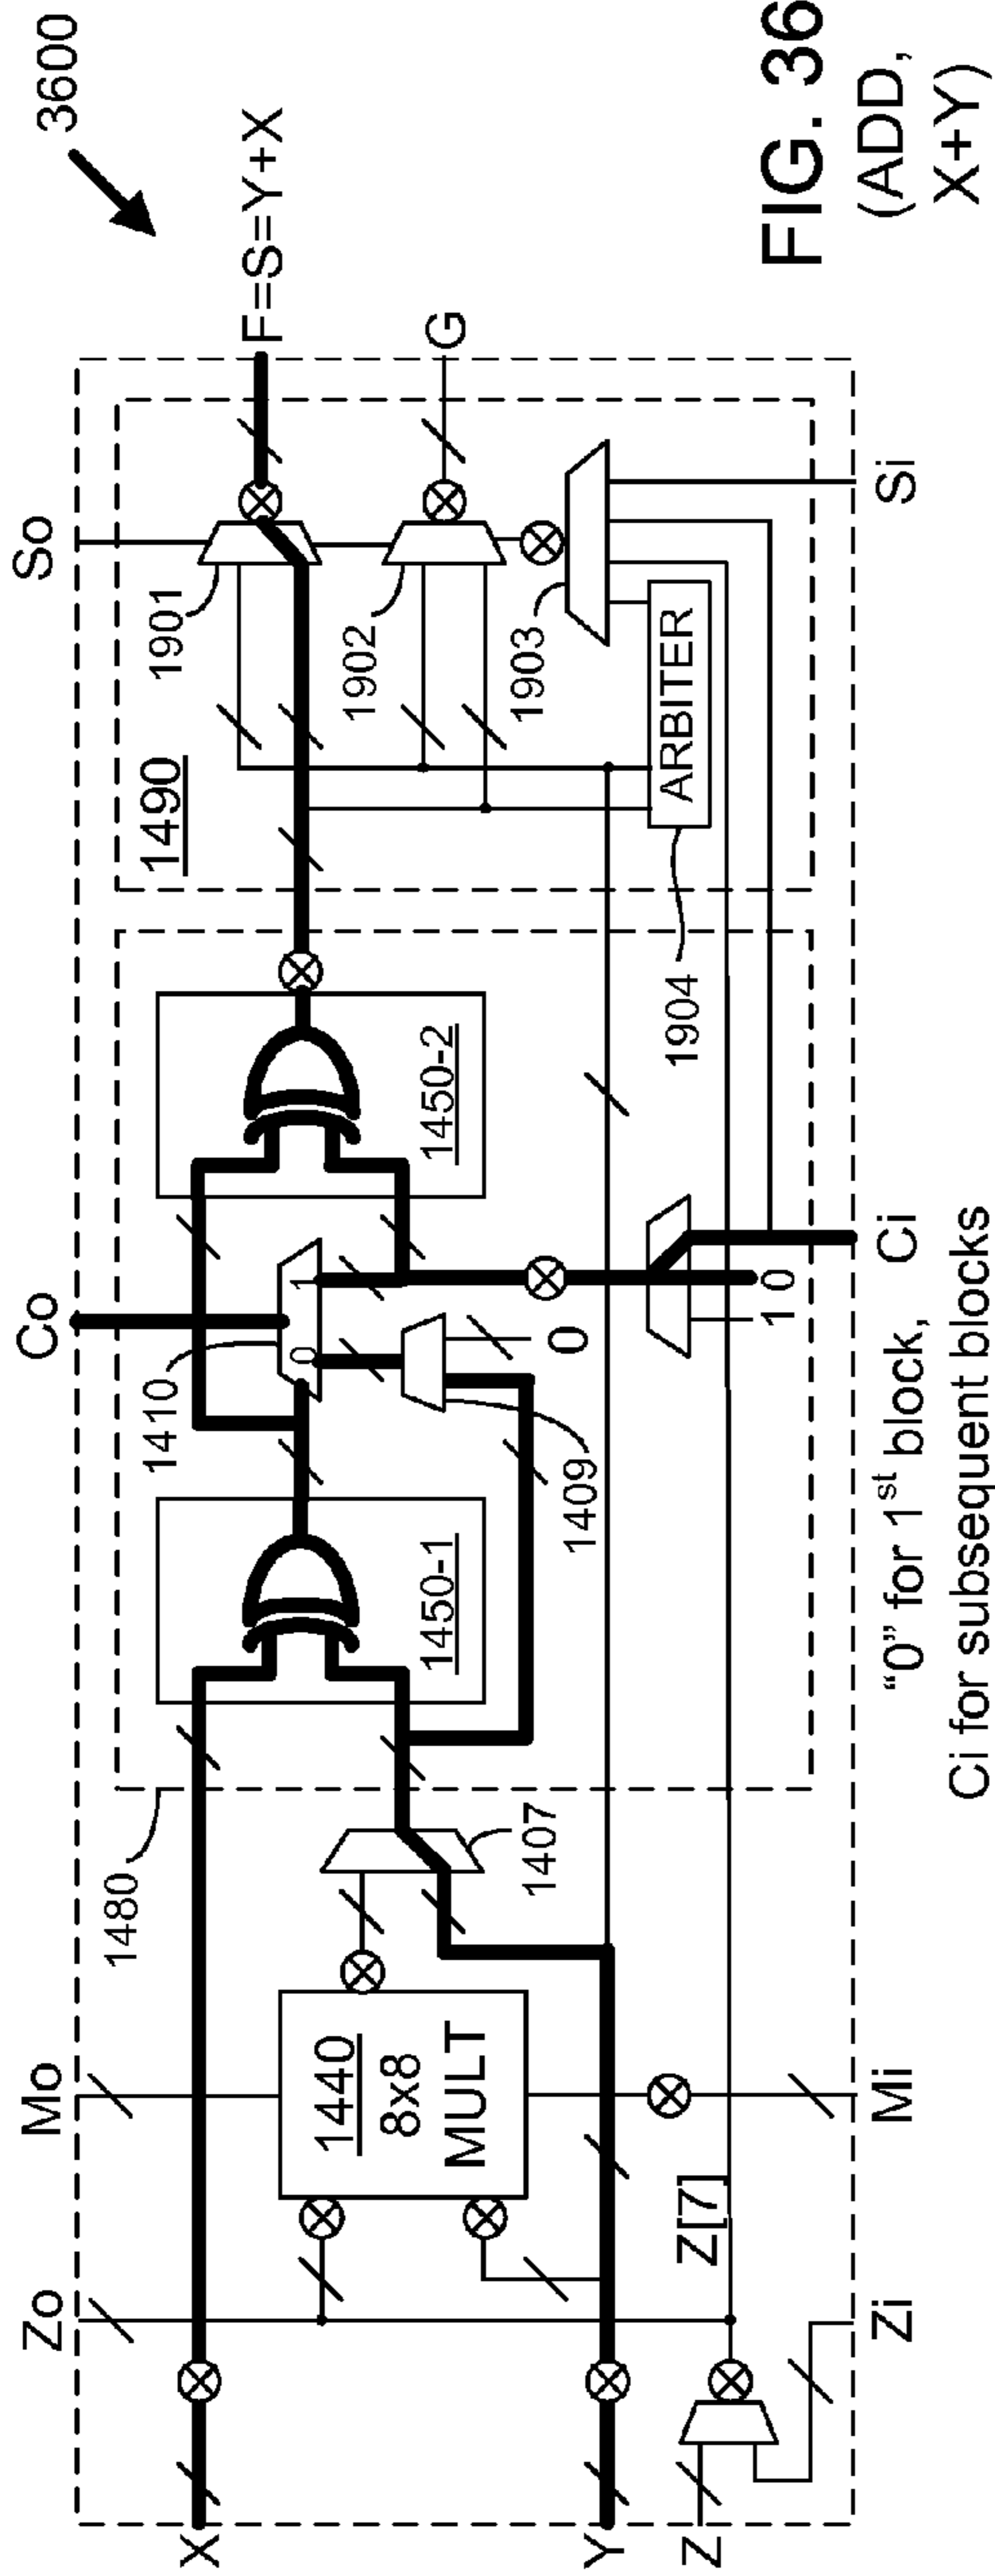 3600
So
Co
Mo
Zo
X
Y
Z
F=S=Y+X
G
1480
1490
1440
8x8
MULT
1407
1450-1
1409
1410
0
1
0
1450-2
1901
1902
1903
ARBITER
1904
Z[7]
1
0
Zi
Mi
Ci
Si
"0" for 1st block,
Ci for subsequent blocks
FIG. 36
(ADD,
X+Y)